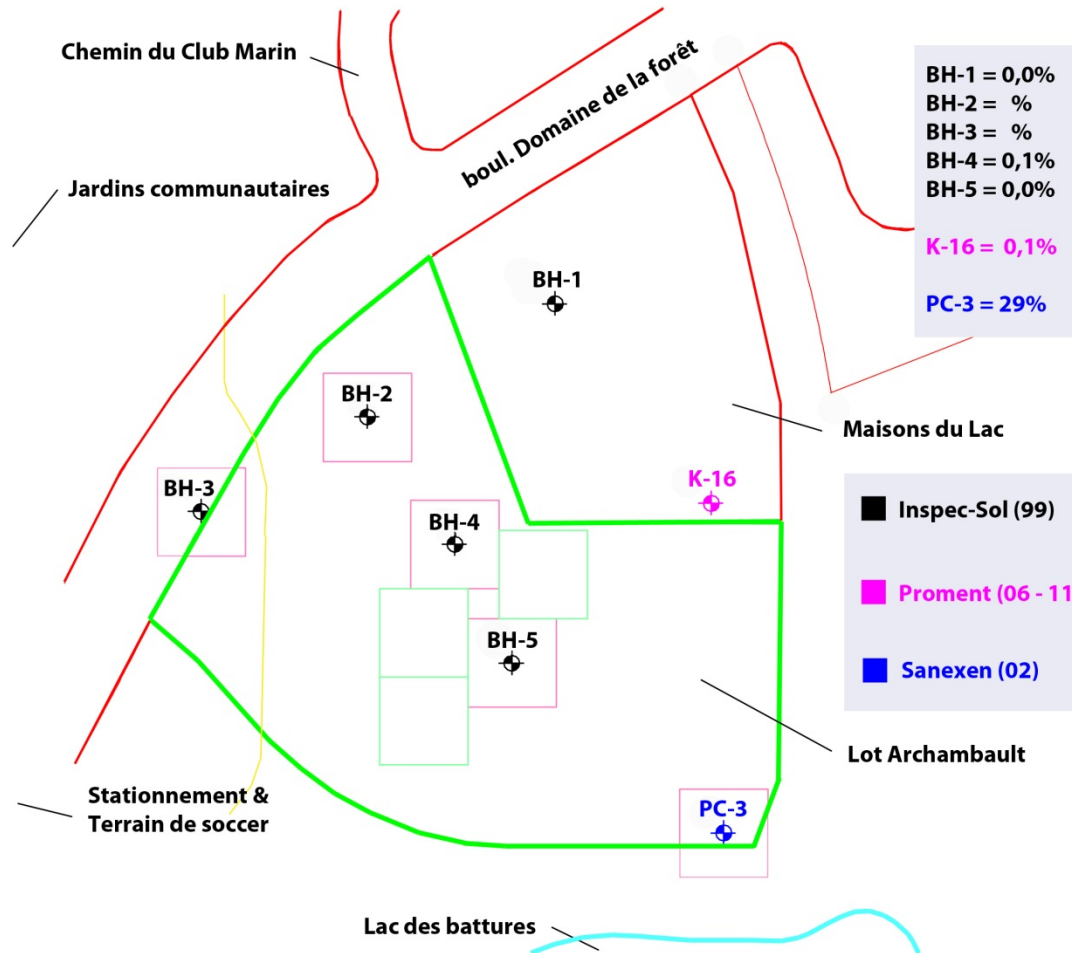 Chemin du Club Marin
boul. Domaine de la forêt
BH-1 = 0,0%
BH-2 = %
BH-3 = %
BH-4 = 0,1%
BH-5 = 0,0%
K-16 = 0,1%
PC-3 = 29%
Jardins communautaires
BH-1
BH-2
Maisons du Lac
BH-3
K-16
BH-4
Inspec-Sol (99)
Proment (06 - 11
BH-5
Sanexen (02)
Lot Archambault
Stationnement &
Terrain de soccer
PC-3
Lac des battures